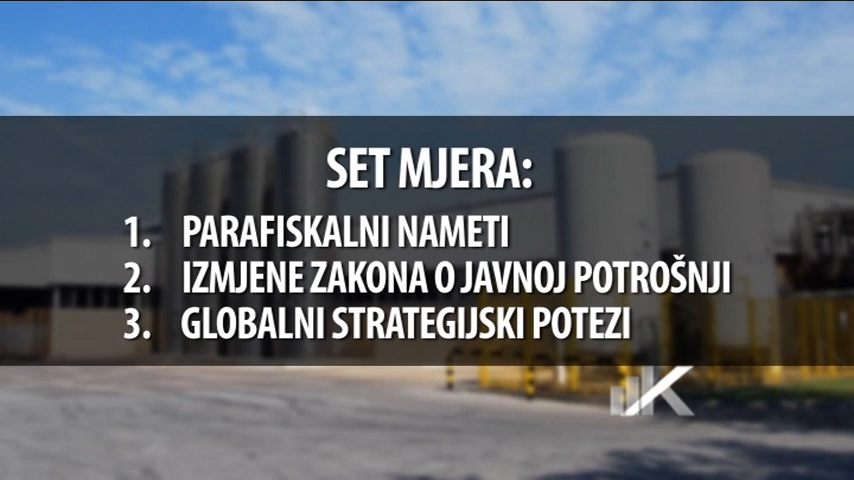 SET MJERA:
1. PARAFISKALNI NAMETI
2. IZMJENE ZAKONA O JAVNOJ POTROŠNJI
3. GLOBALNI STRATEGIJSKI POTEZI
K